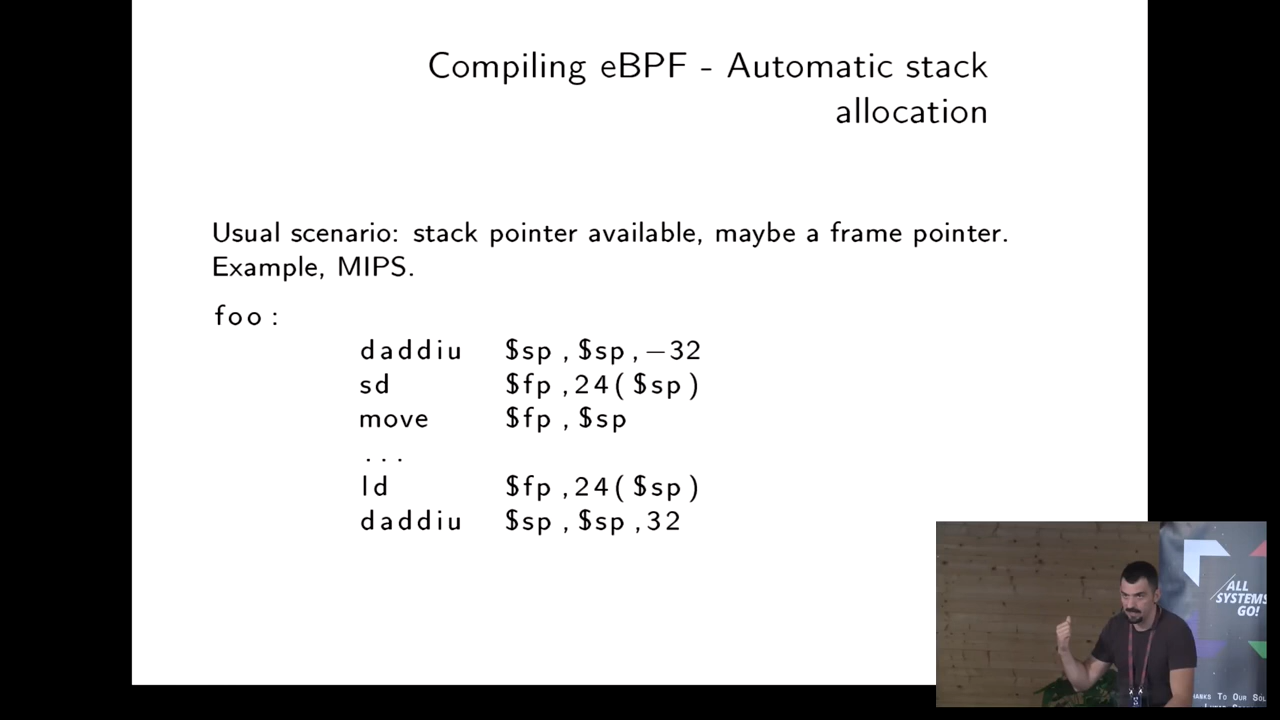 Compiling eBPF - Automatic stack
allocation
Usual scenario: stack pointer available, maybe a frame pointer.
Example, MIPS.
foo:
daddiu $sp,$sp,−32
sd $fp,24($sp)
move $fp,$sp
...
ld $fp,24($sp)
daddiu $sp,$sp,32
ALL
SYSTEMS
GO!
To Our